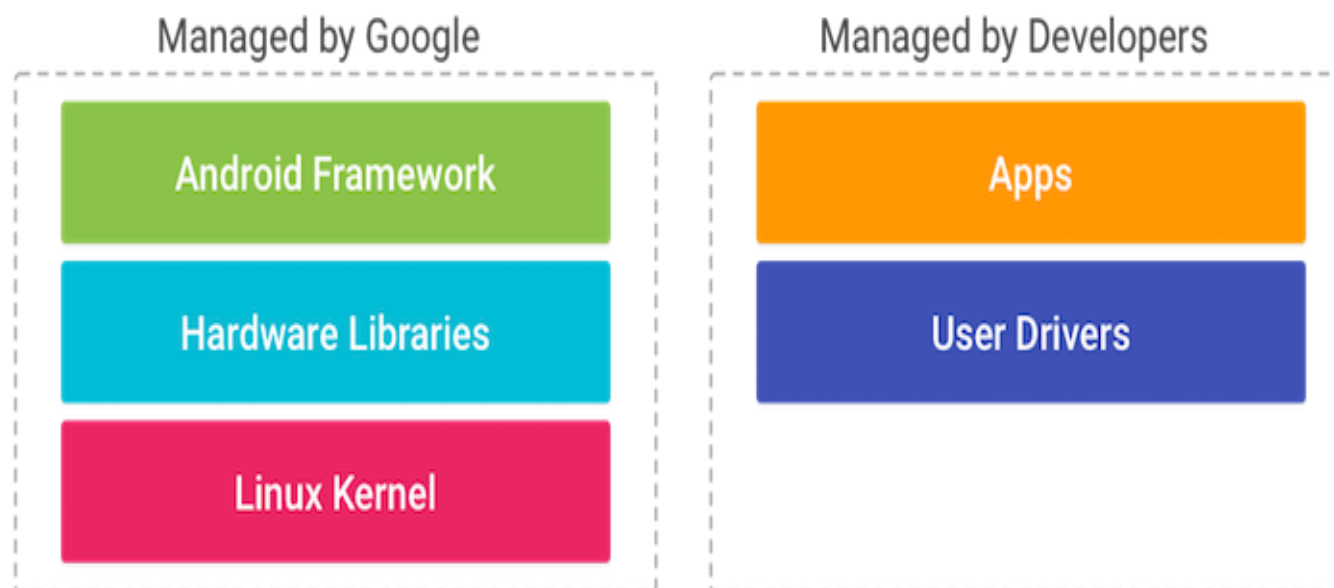 Managed by Google
Android Framework
Hardware Libraries
Linux Kernel
Managed by Developers
Apps
User Drivers